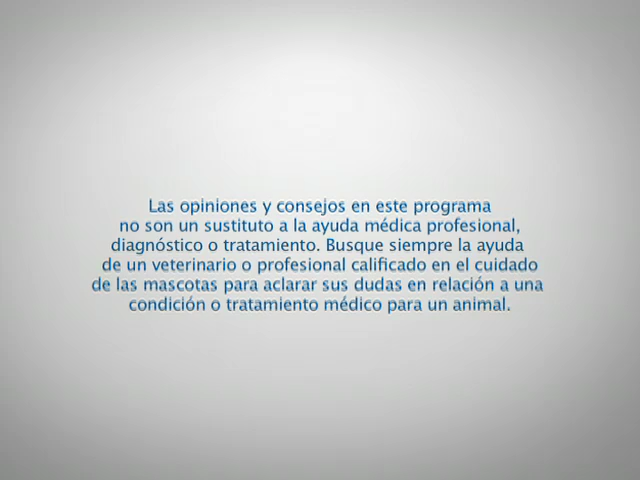 Las opiniones y consejos en este programa
no son un sustituto a la ayuda médica profesional,
diagnóstico o tratamiento. Busque siempre la ayuda
de un veterinario o profesional calificado en el cuidado
de las mascotas para aclarar sus dudas en relación a una
condición o tratamiento médico para un animal.